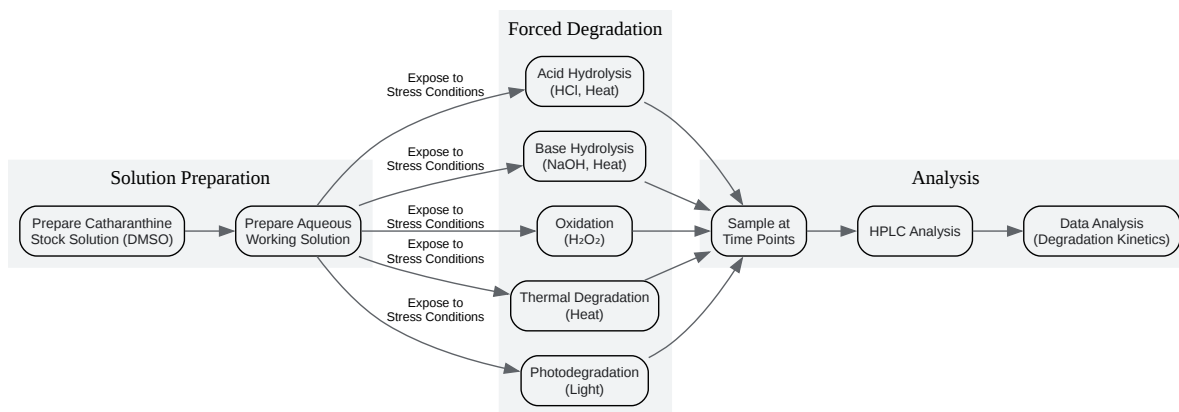 Forced Degradation
Expose to
Stress Conditions
Acid Hydrolysis
(HCl, Heat)
Expose to
Stress Conditions
Base Hydrolysis
(NaOH, Heat)
Solution Preparation
Analysis
Prepare Catharanthine
Stock Solution (DMSO)
Prepare Aqueous
Working Solution
Expose to
Stress Conditions
Oxidation
(H₂O₂)
Sample at
Time Points
HPLC Analysis
Data Analysis
(Degradation Kinetics)
Expose to
Stress Conditions
Thermal Degradation
(Heat)
Expose to
Stress Conditions
Photodegradation
(Light)